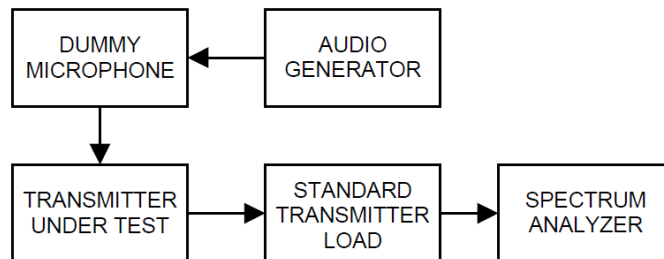 DUMMY
MICROPHONE
AUDIO
GENERATOR
TRANSMITTER
UNDER TEST
STANDARD
TRANSMITTER
LOAD
SPECTRUM
ANALYZER